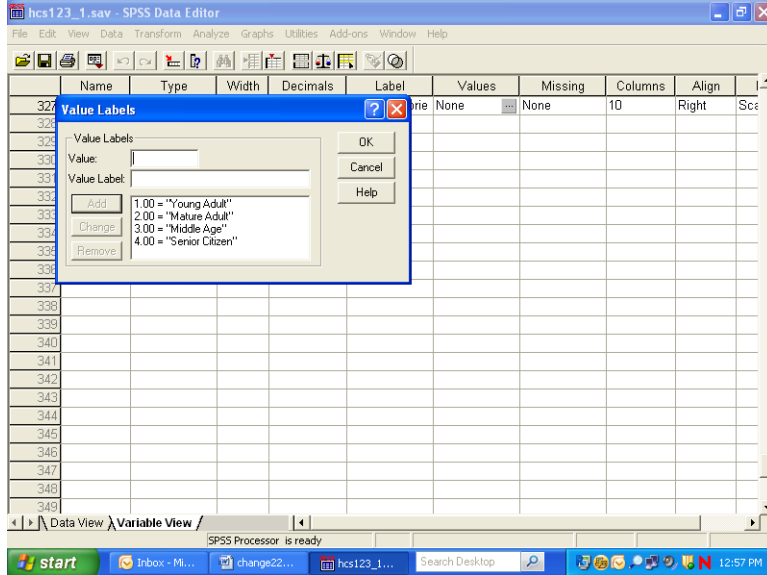 hcs123_1.sav - SPSS Data Editor
File Edit View Data Transform Analyze Graphs Utilities Add-ons Window Help
Name Type Width Decimals Label Values Missing Columns Align
327 None None 10 Right Sca
Value Labels
Value Labels
Value:
Value Label:
Add
Change
Remove
1.00 = "Young Adult"
2.00 = "Mature Adult"
3.00 = "Middle Age"
4.00 = "Senior Citizen"
OK
Cancel
Help
328
329
330
331
332
333
334
335
336
337
338
339
340
341
342
343
344
345
346
347
348
349
Data View Variable View
SPSS Processor is ready
start Inbox - Mi... change22... hcs123_1... Search Desktop N 12:57 PM